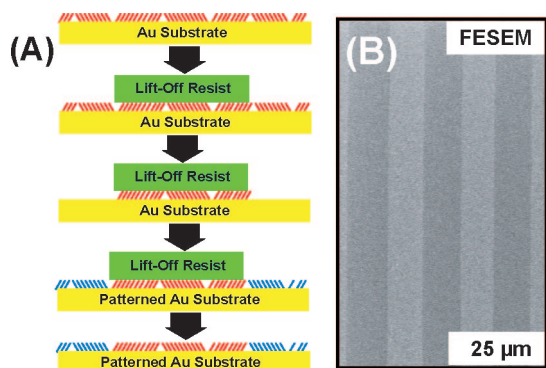 (A)
Au Substrate
Lift-Off Resist
Au Substrate
Lift-Off Resist
Au Substrate
Lift-Off Resist
Patterned Au Substrate
Patterned Au Substrate
(B)
FESEM
25 µm